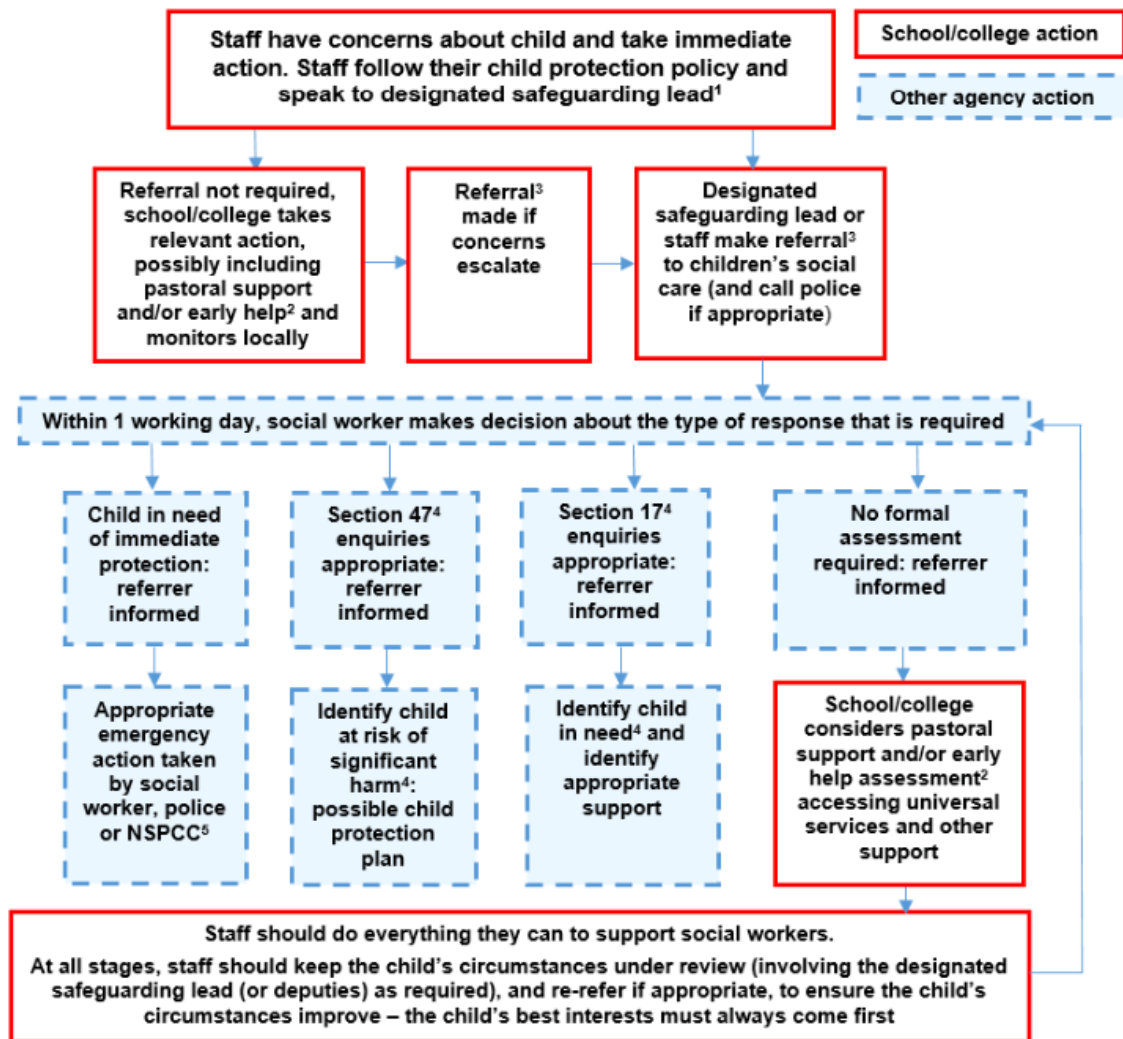 Staff have concerns about child and take immediate
action. Staff follow their child protection policy and
speak to designated safeguarding lead¹
School/college action
Other agency action
Referral not required,
school/college takes
relevant action,
possibly including
pastoral support
and/or early help² and
monitors locally
Referral³
made if
concerns
escalate
Designated
safeguarding lead or
staff make referral³
to children’s social
care (and call police
if appropriate)
Within 1 working day, social worker makes decision about the type of response that is required
Child in need
of immediate
protection:
referrer
informed
Section 47⁴
enquiries
appropriate:
referrer
informed
Section 17⁴
enquiries
appropriate:
referrer
informed
No formal
assessment
required: referrer
informed
Appropriate
emergency
action taken
by social
worker, police
or NSPCC⁵
Identify child
at risk of
significant
harm⁴:
possible child
protection
plan
Identify child
in need⁴ and
identify
appropriate
support
School/college
considers pastoral
support and/or early
help assessment²
accessing universal
services and other
support
Staff should do everything they can to support social workers.
At all stages, staff should keep the child’s circumstances under review (involving the designated
safeguarding lead (or deputies) as required), and re-refer if appropriate, to ensure the child’s
circumstances improve – the child’s best interests must always come first